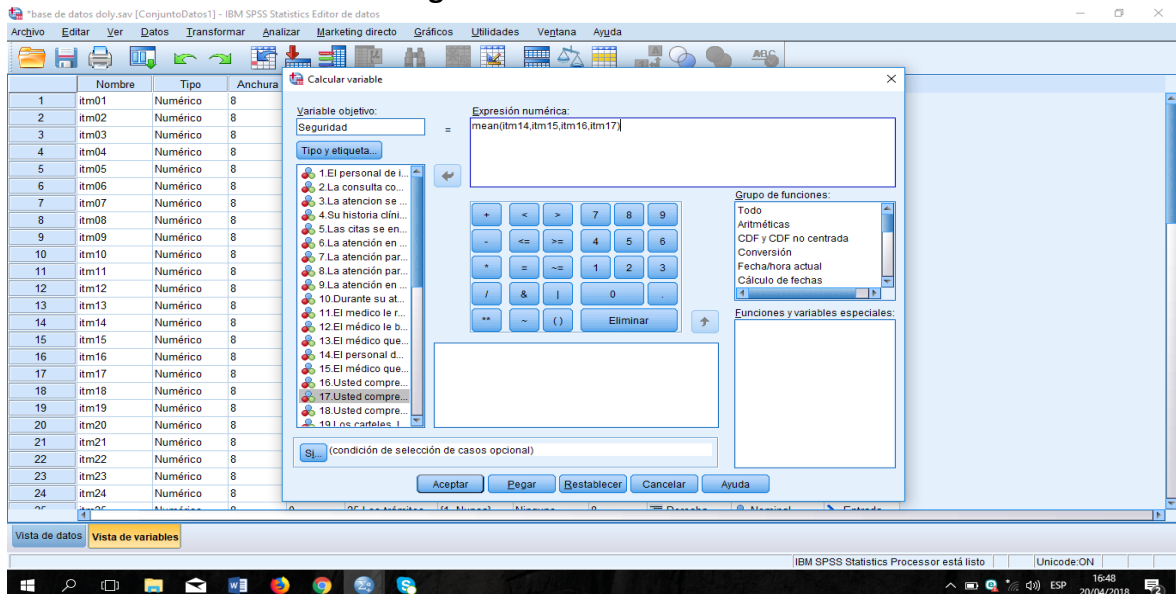 *base de datos doly.sav [ConjuntoDatos1] - IBM SPSS Statistics Editor de datos
Archivo Editar Ver Datos Transformar Analizar Marketing directo Gráficos Utilidades Ventana Ayuda
Nombre Tipo Anchura
1 itm01 Numérico 8
2 itm02 Numérico 8
3 itm03 Numérico 8
4 itm04 Numérico 8
5 itm05 Numérico 8
6 itm06 Numérico 8
7 itm07 Numérico 8
8 itm08 Numérico 8
9 itm09 Numérico 8
10 itm10 Numérico 8
11 itm11 Numérico 8
12 itm12 Numérico 8
13 itm13 Numérico 8
14 itm14 Numérico 8
15 itm15 Numérico 8
16 itm16 Numérico 8
17 itm17 Numérico 8
18 itm18 Numérico 8
19 itm19 Numérico 8
20 itm20 Numérico 8
21 itm21 Numérico 8
22 itm22 Numérico 8
23 itm23 Numérico 8
24 itm24 Numérico 8
Calcular variable
Variable objetivo:
Seguridad
=
Expresión numérica:
mean(itm14,itm15,itm16,itm17)
Tipo y etiqueta...
1.El personal de i...
2.La consulta co...
3.La atencion se ...
4.Su historia clíni...
5.Las citas se en...
6.La atención en ...
7.La atención par...
8.La atención par...
9.La atención en ...
10.Durante su at...
11.El medico le r...
12.El médico le b...
13.El médico que...
14.El personal d...
15.El médico que...
16.Usted compre...
17.Usted compre...
18.Usted compre...
19.Los carteles, l...
+ < > 7 8 9
- <= >= 4 5 6
* = ~= 1 2 3
/ & | 0 .
** ~ () Eliminar
Grupo de funciones:
Todo
Aritméticas
CDF y CDF no centrada
Conversión
Fecha/hora actual
Cálculo de fechas
Funciones y variables especiales:
Si... (condición de selección de casos opcional)
Aceptar Pegar Restablecer Cancelar Ayuda
Vista de datos Vista de variables
IBM SPSS Statistics Processor está listo Unicode:ON
ESP 16:48
20/04/2018